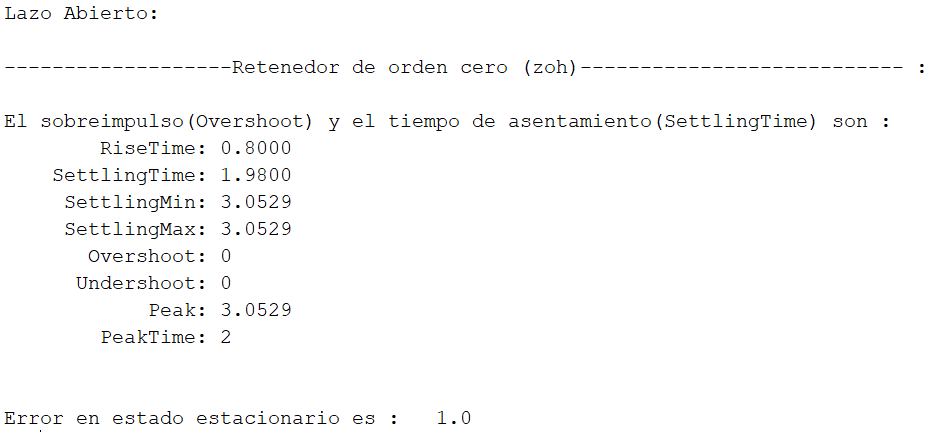 Lazo Abierto:
-------------------Retenedor de orden cero (zoh)--------------------------- :
El sobreimpulso(Overshoot) y el tiempo de asentamiento(SettlingTime) son :
RiseTime: 0.8000
SettlingTime: 1.9800
SettlingMin: 3.0529
SettlingMax: 3.0529
Overshoot: 0
Undershoot: 0
Peak: 3.0529
PeakTime: 2
Error en estado estacionario es :   1.0